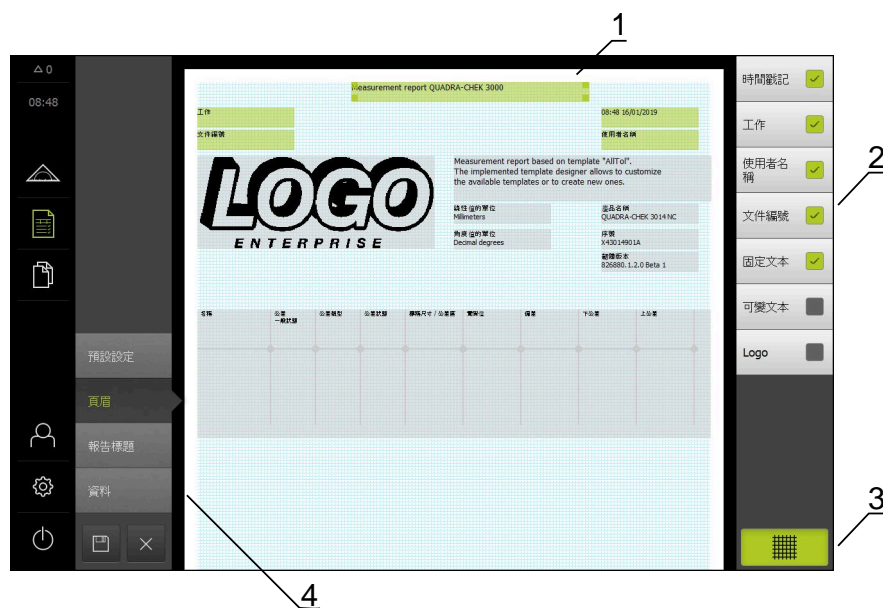 1
△ 0
08:48
Measurement report QUADRA-CHEK 3000
工作
文件編號
08:48 16/01/2019
使用者名稱
LOGO
ENTERPRISE
Measurement report based on template "AllTol".
The implemented template designer allows to customize
the available templates or to create new ones.
線性值的單位
Millimeters
產品名稱
QUADRA-CHEK 3014 NC
角度值的單位
Decimal degrees
序號
X43014901A
韌體版本
826880.1.2.0 Beta 1
名稱
公差
一般狀態
公差類型
公差狀態
標稱尺寸 / 公差區
實際值
偏差
下公差
上公差
預設設定
頁眉
報告標題
資料
時間戳記
工作
使用者名
稱
文件編號
固定文本
可變文本
Logo
2
3
4